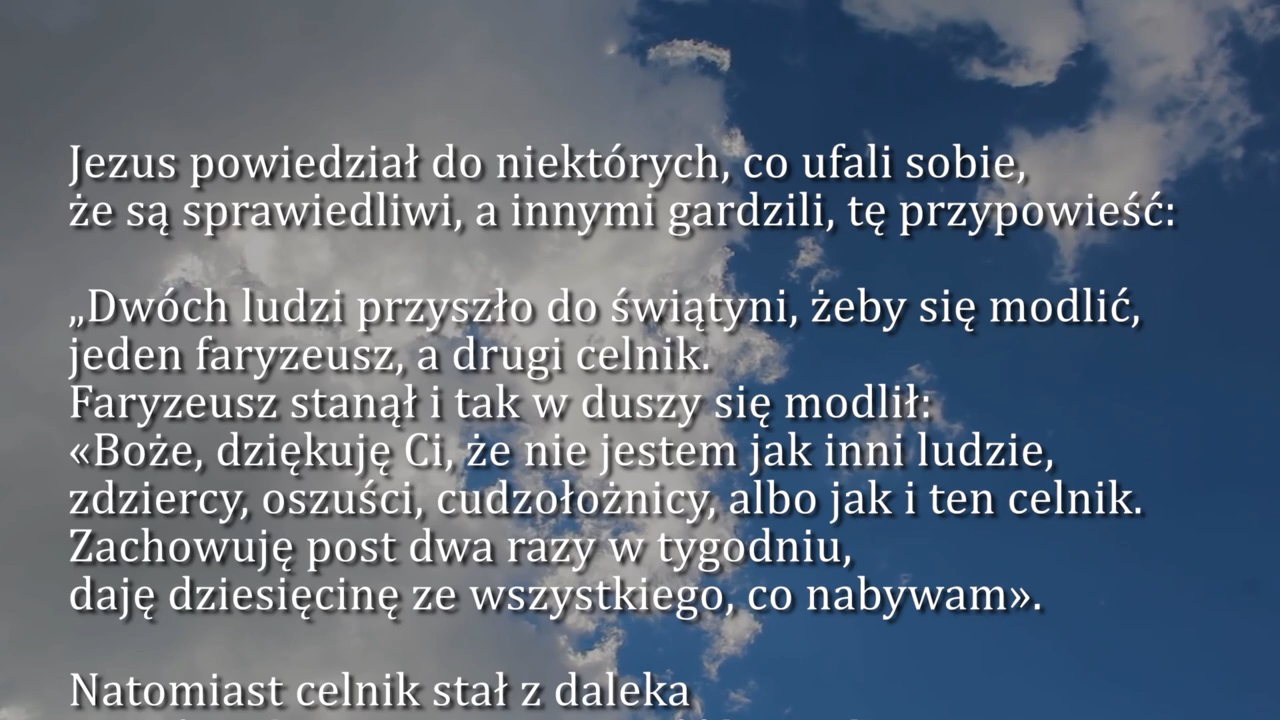 Jezus powiedział do niektórych, co ufali sobie,
że są sprawiedliwi, a innymi gardzili, tę przypowieść:
„Dwóch ludzi przyszło do świątyni, żeby się modlić,
jeden faryzeusz, a drugi celnik.
Faryzeusz stanął i tak w duszy się modlił:
«Boże, dziękuję Ci, że nie jestem jak inni ludzie,
zdziercy, oszuści, cudzołożnicy, albo jak i ten celnik.
Zachowuję post dwa razy w tygodniu,
daję dziesięcinę ze wszystkiego, co nabywam».
Natomiast celnik stał z daleka